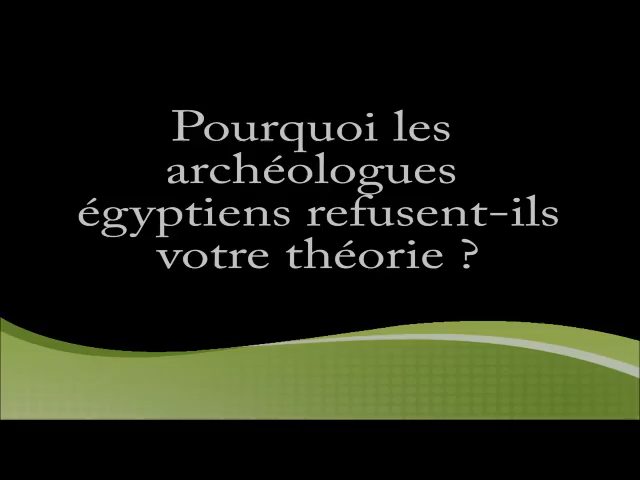 Pourquoi les
archéologues
égyptiens refusent-ils
votre théorie ?